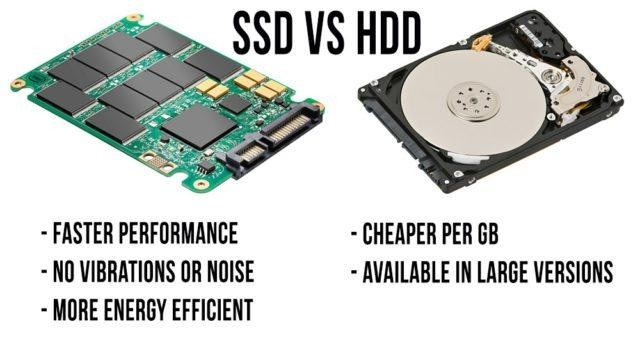 SSD VS HDD
- FASTER PERFORMANCE
- NO VIBRATIONS OR NOISE
- MORE ENERGY EFFICIENT
- CHEAPER PER GB
- AVAILABLE IN LARGE VERSIONS